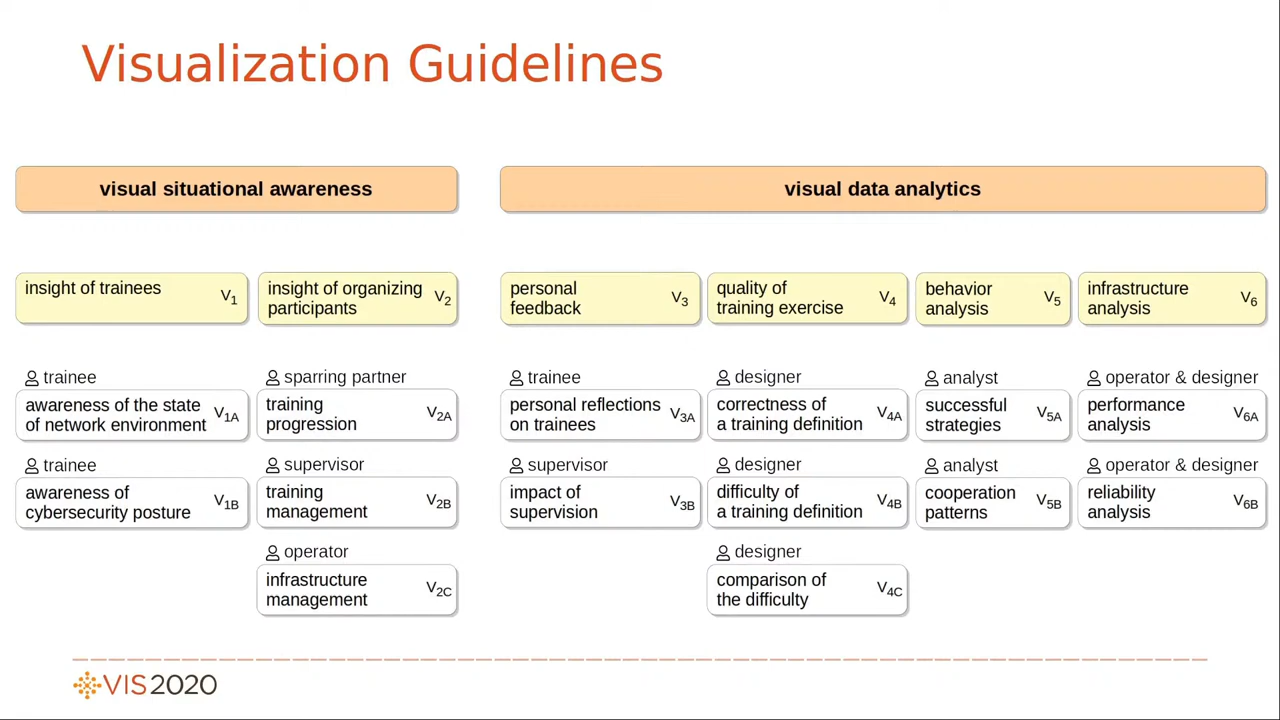 Visualization Guidelines
visual situational awareness
visual data analytics
insight of trainees
V1
insight of organizing
participants
V2
personal
feedback
V3
quality of
training exercise
V4
behavior
analysis
V5
infrastructure
analysis
V6
trainee
awareness of the state
of network environment
V1A
sparring partner
training
progression
V2A
trainee
personal reflections
on trainees
V3A
designer
correctness of
a training definition
V4A
analyst
successful
strategies
V5A
operator & designer
performance
analysis
V6A
trainee
awareness of
cybersecurity posture
V1B
supervisor
training
management
V2B
supervisor
impact of
supervision
V3B
designer
difficulty of
a training definition
V4B
analyst
cooperation
patterns
V5B
operator & designer
reliability
analysis
V6B
operator
infrastructure
management
V2C
designer
comparison of
the difficulty
V4C
VIS2020